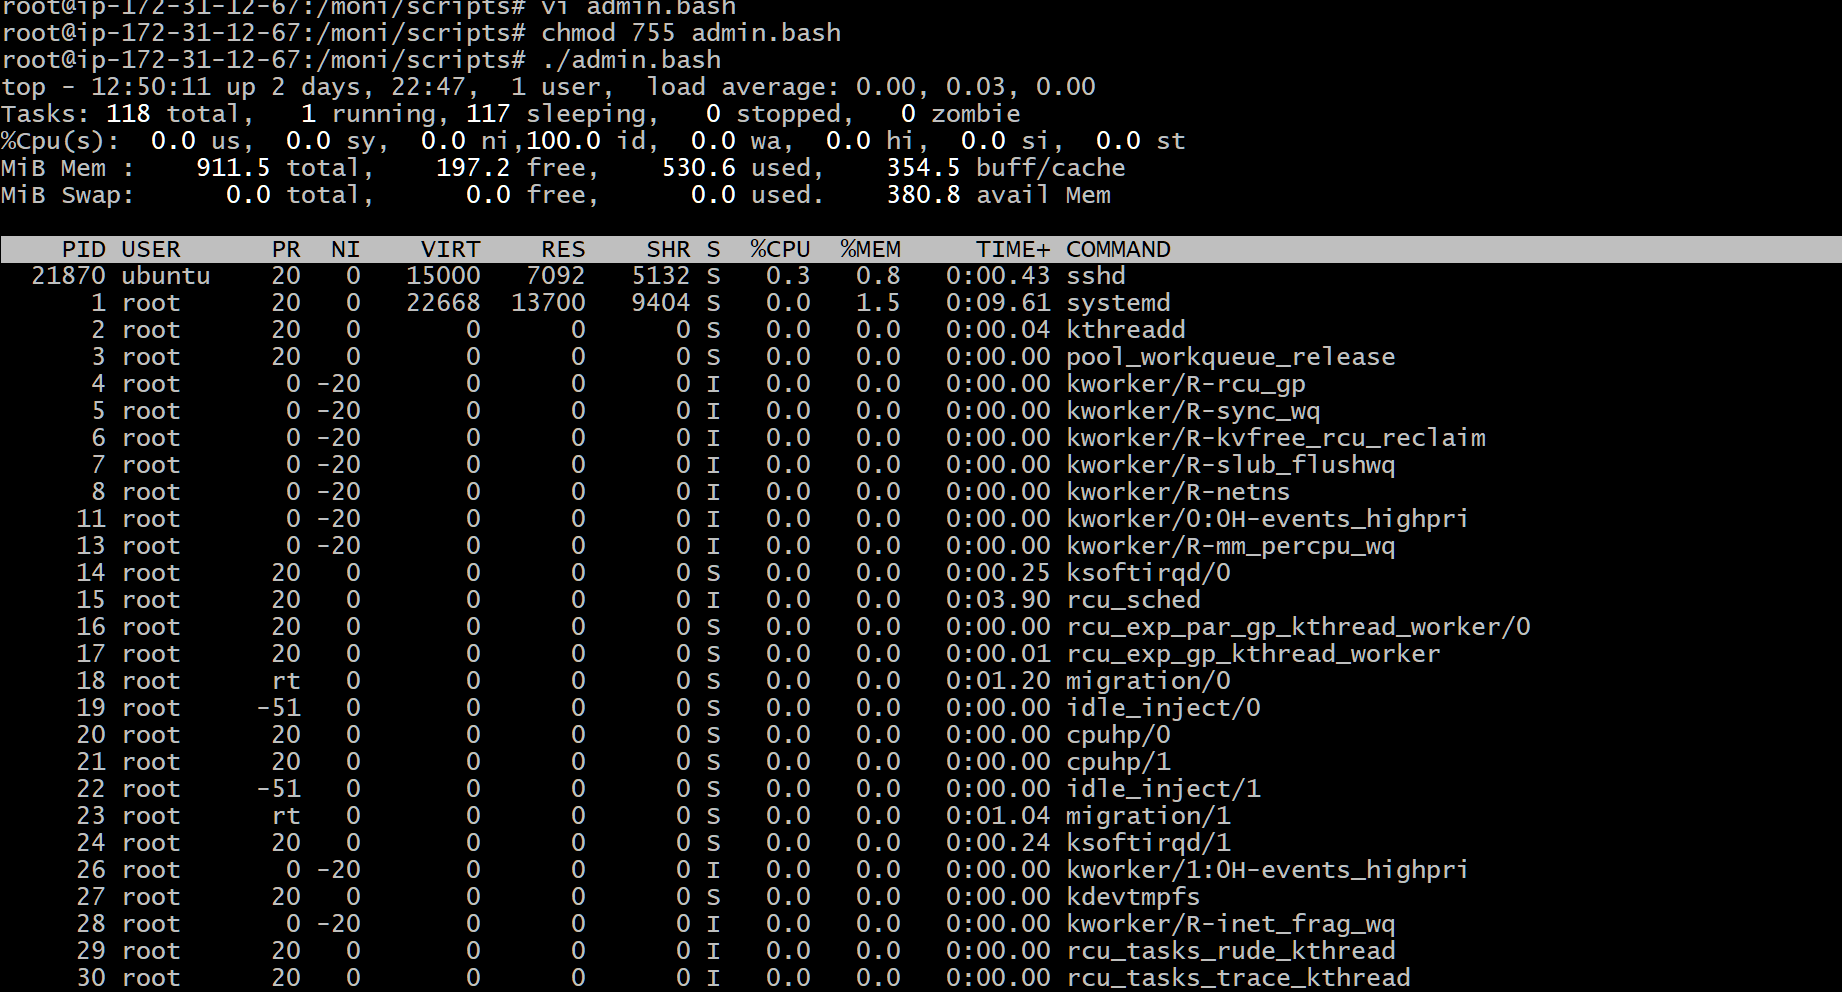 root@ip-172-31-12-67:/moni/scripts# vi admin.bash
root@ip-172-31-12-67:/moni/scripts# chmod 755 admin.bash
root@ip-172-31-12-67:/moni/scripts# ./admin.bash
top - 12:50:11 up 2 days, 22:47,  1 user,  load average: 0.00, 0.03, 0.00
Tasks: 118 total,   1 running, 117 sleeping,   0 stopped,   0 zombie
%Cpu(s):  0.0 us,  0.0 sy,  0.0 ni,100.0 id,  0.0 wa,  0.0 hi,  0.0 si,  0.0 st
MiB Mem :    911.5 total,    197.2 free,    530.6 used,    354.5 buff/cache
MiB Swap:      0.0 total,      0.0 free,      0.0 used.    380.8 avail Mem
    PID USER      PR  NI    VIRT    RES    SHR S  %CPU  %MEM     TIME+ COMMAND
  21870 ubuntu    20   0   15000   7092   5132 S   0.3   0.8   0:00.43 sshd
      1 root      20   0   22668  13700   9404 S   0.0   1.5   0:09.61 systemd
      2 root      20   0       0      0      0 S   0.0   0.0   0:00.04 kthreadd
      3 root      20   0       0      0      0 S   0.0   0.0   0:00.00 pool_workqueue_release
      4 root       0 -20       0      0      0 I   0.0   0.0   0:00.00 kworker/R-rcu_gp
      5 root       0 -20       0      0      0 I   0.0   0.0   0:00.00 kworker/R-sync_wq
      6 root       0 -20       0      0      0 I   0.0   0.0   0:00.00 kworker/R-kvfree_rcu_reclaim
      7 root       0 -20       0      0      0 I   0.0   0.0   0:00.00 kworker/R-slub_flushwq
      8 root       0 -20       0      0      0 I   0.0   0.0   0:00.00 kworker/R-netns
     11 root       0 -20       0      0      0 I   0.0   0.0   0:00.00 kworker/0:0H-events_highpri
     13 root       0 -20       0      0      0 I   0.0   0.0   0:00.00 kworker/R-mm_percpu_wq
     14 root      20   0       0      0      0 S   0.0   0.0   0:00.25 ksoftirqd/0
     15 root      20   0       0      0      0 I   0.0   0.0   0:03.90 rcu_sched
     16 root      20   0       0      0      0 S   0.0   0.0   0:00.00 rcu_exp_par_gp_kthread_worker/0
     17 root      20   0       0      0      0 S   0.0   0.0   0:00.01 rcu_exp_gp_kthread_worker
     18 root      rt   0       0      0      0 S   0.0   0.0   0:01.20 migration/0
     19 root     -51   0       0      0      0 S   0.0   0.0   0:00.00 idle_inject/0
     20 root      20   0       0      0      0 S   0.0   0.0   0:00.00 cpuhp/0
     21 root      20   0       0      0      0 S   0.0   0.0   0:00.00 cpuhp/1
     22 root     -51   0       0      0      0 S   0.0   0.0   0:00.00 idle_inject/1
     23 root      rt   0       0      0      0 S   0.0   0.0   0:01.04 migration/1
     24 root      20   0       0      0      0 S   0.0   0.0   0:00.24 ksoftirqd/1
     26 root       0 -20       0      0      0 I   0.0   0.0   0:00.00 kworker/1:0H-events_highpri
     27 root      20   0       0      0      0 S   0.0   0.0   0:00.00 kdevtmpfs
     28 root       0 -20       0      0      0 I   0.0   0.0   0:00.00 kworker/R-inet_frag_wq
     29 root      20   0       0      0      0 I   0.0   0.0   0:00.00 rcu_tasks_rude_kthread
     30 root      20   0       0      0      0 I   0.0   0.0   0:00.00 rcu_tasks_trace_kthread